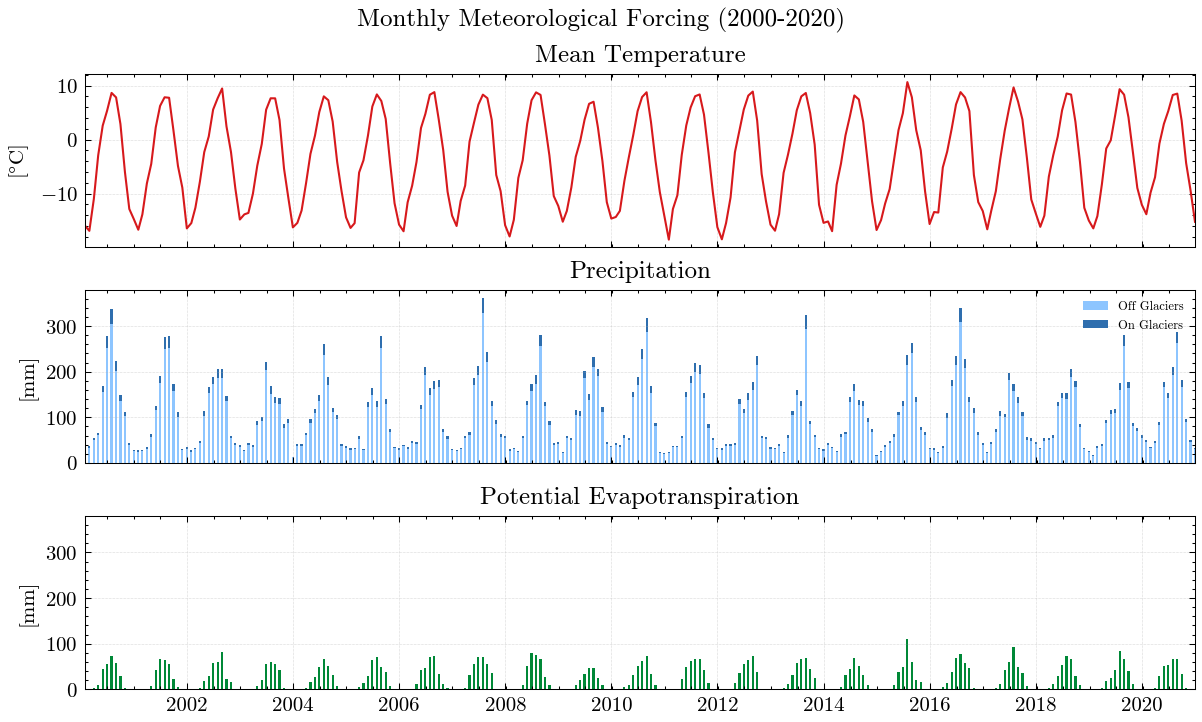 Monthly Meteorological Forcing (2000-2020)
Mean Temperature
[°C]
10
0
−10
Precipitation
[mm]
300
200
100
0
Off Glaciers
On Glaciers
Potential Evapotranspiration
[mm]
300
200
100
0
2002 2004 2006 2008 2010 2012 2014 2016 2018 2020